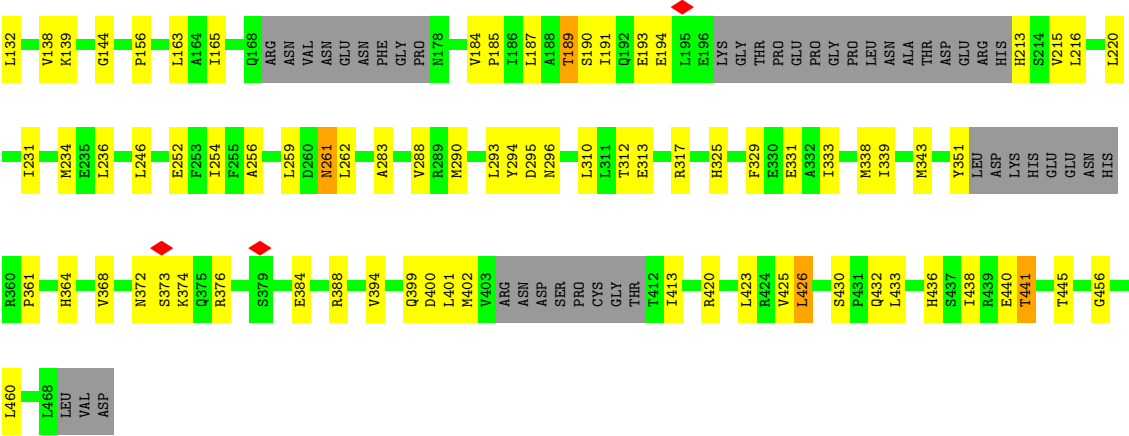 L132 V138 K139 G144 P156 L163 A164 I165 Q168 ARG ASN VAL ASN GLU ASN PHE GLY PRO N178 V184 P185 I186 L187 A188 T189 S190 I191 Q192 E193 E194 L195 E196 LYS GLY THR PRO GLU PRO GLY PRO LEU ASN ALA THR ASP GLU ARG HIS H213 S214 V215 L216 L220
I231 M234 E235 L236 L246 E252 F253 I254 F255 A256 L259 D260 N261 L262 A283 V288 R289 M290 L293 Y294 D295 N296 L310 L311 T312 E313 R317 H325 F329 E330 E331 A332 I333 M338 I339 M343 Y351 LEU ASP LYS HIS GLU GLU ASN HIS
R360 P361 H364 V368 N372 S373 K374 Q375 R376 S379 E384 R388 V394 Q399 D400 L401 M402 V403 ARG ASN ASP SER PRO CYS GLY THR T412 I413 R420 L423 R424 V425 L426 S430 P431 Q432 L433 H436 S437 I438 R439 E440 T441 T445 G456
L460 L468 LEU VAL ASP